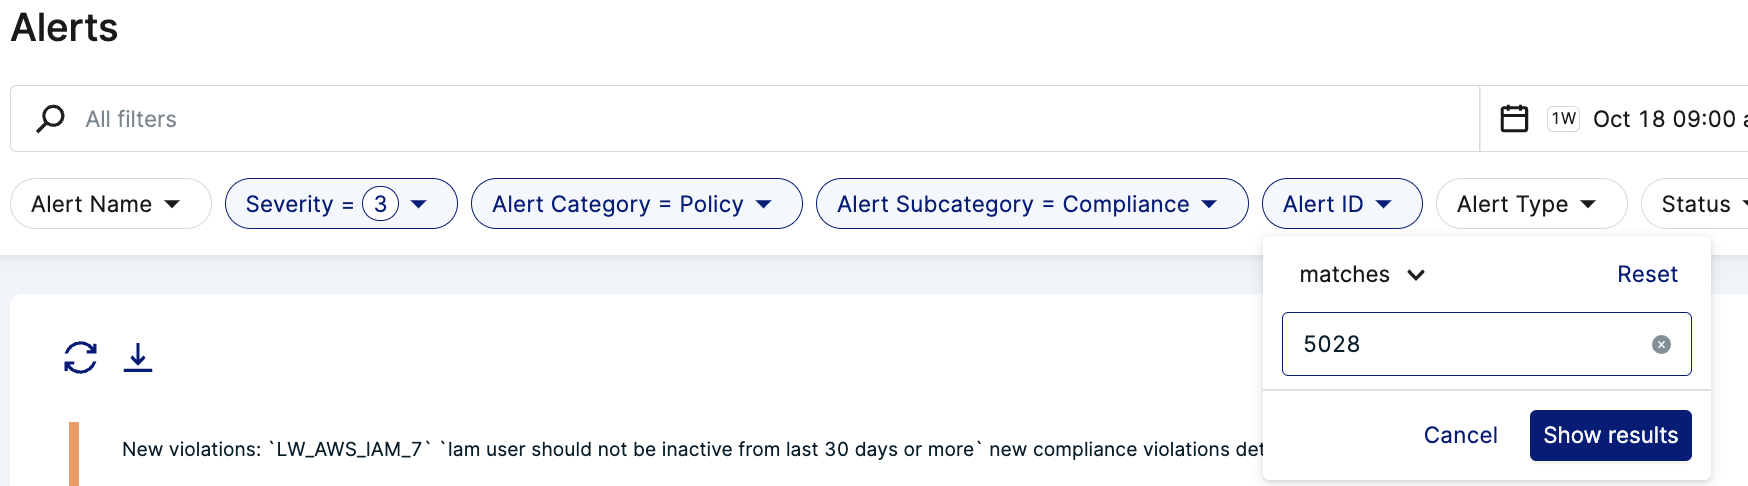 Alerts
All filters
1W Oct 18 09:00 a
Alert Name
Severity = 3
Alert Category = Policy
Alert Subcategory = Compliance
Alert ID
Alert Type
Status
matches
Reset
5028
Cancel
Show results
New violations: `LW_AWS_IAM_7` `Iam user should not be inactive from last 30 days or more` new compliance violations det